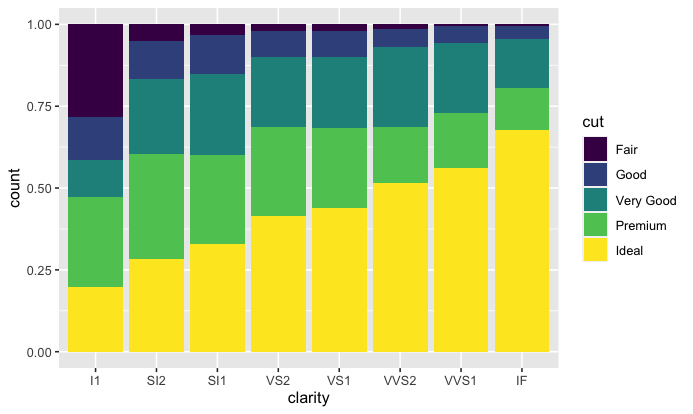 1.00
0.75
0.50
0.25
0.00
count
I1 SI2 SI1 VS2 VS1 VVS2 VVS1 IF
clarity
cut
Fair
Good
Very Good
Premium
Ideal